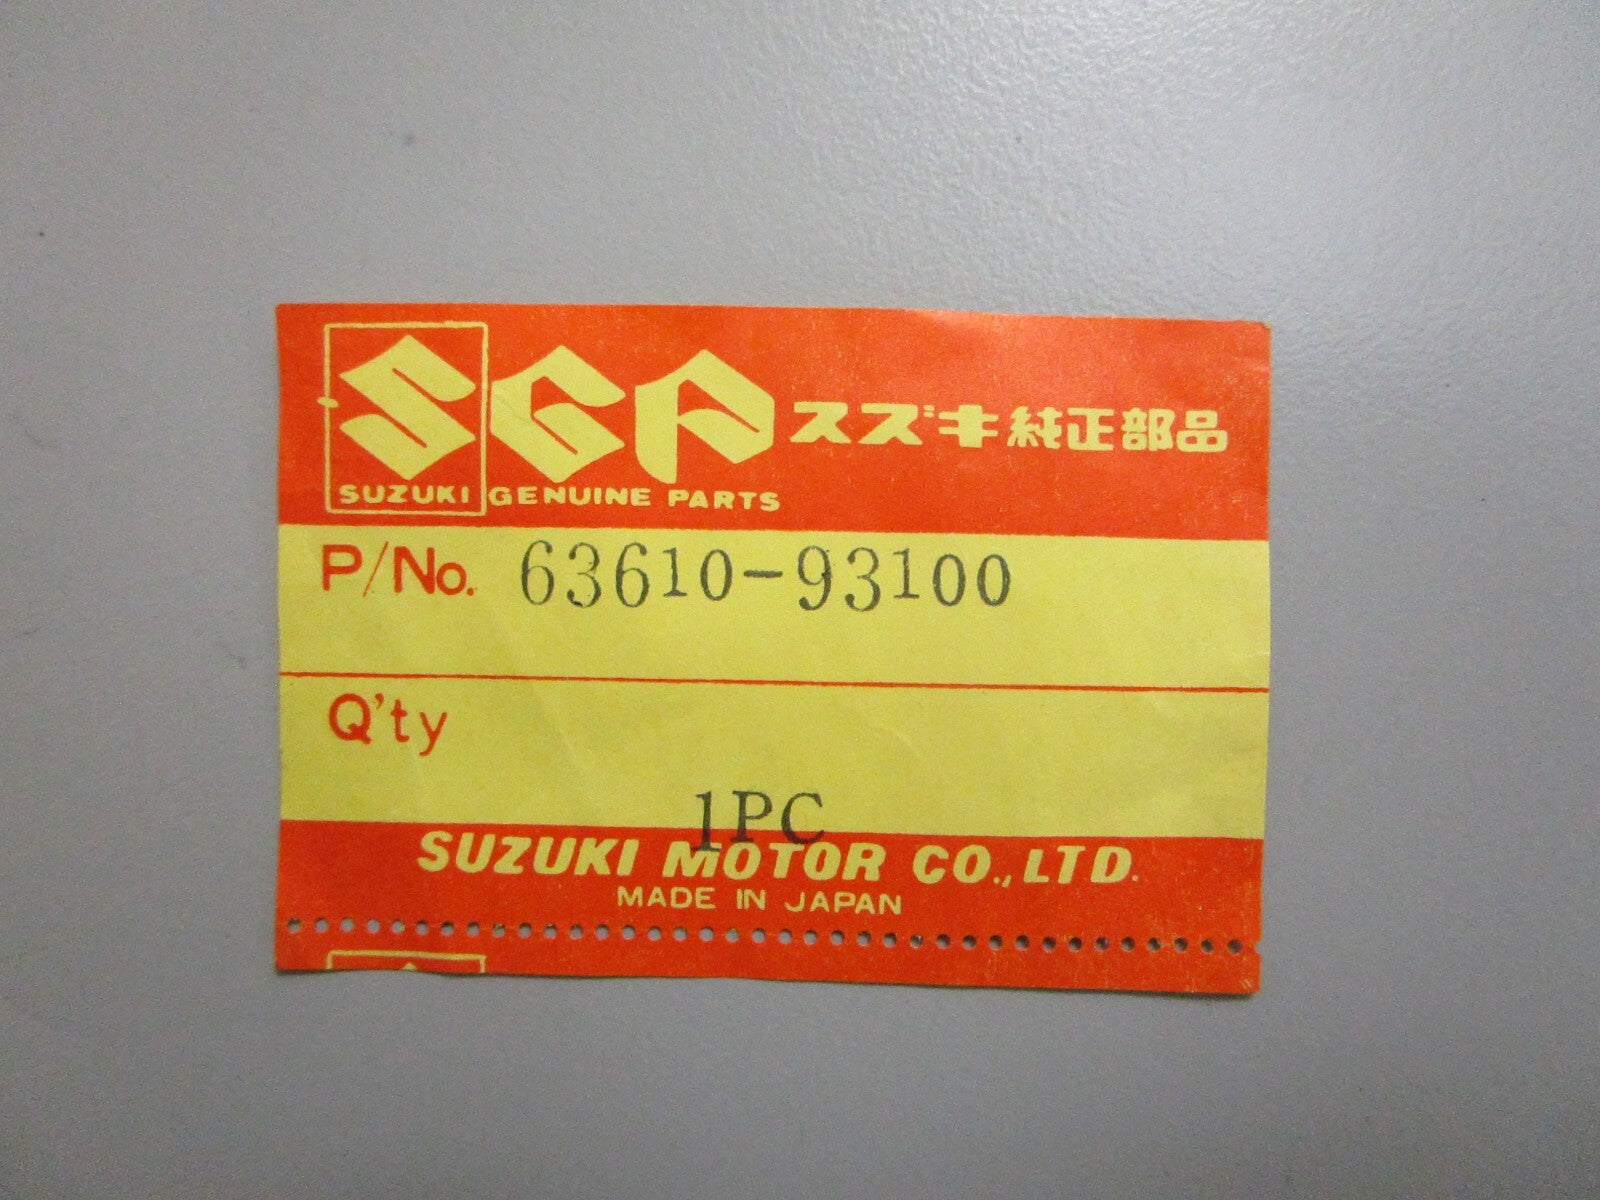 SGP スズキ純正部品
SUZUKI GENUINE PARTS
P/No. 63610-93100
Q'ty
1PC
SUZUKI MOTOR CO.,LTD.
MADE IN JAPAN